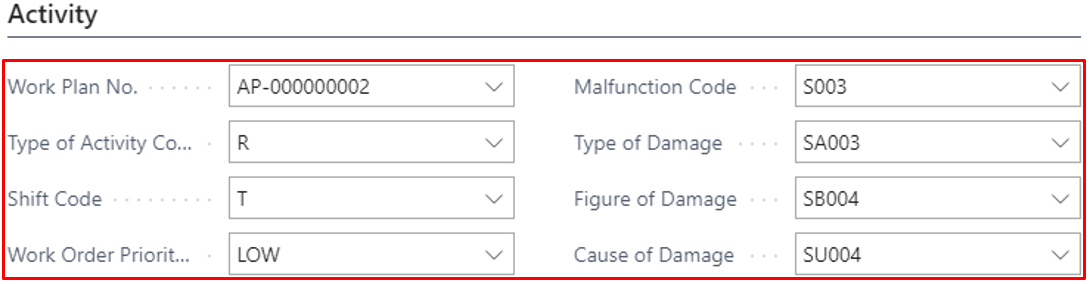 Activity
Work Plan No. AP-000000002 Malfunction Code S003
Type of Activity Co... R Type of Damage SA003
Shift Code T Figure of Damage SB004
Work Order Priorit... LOW Cause of Damage SU004